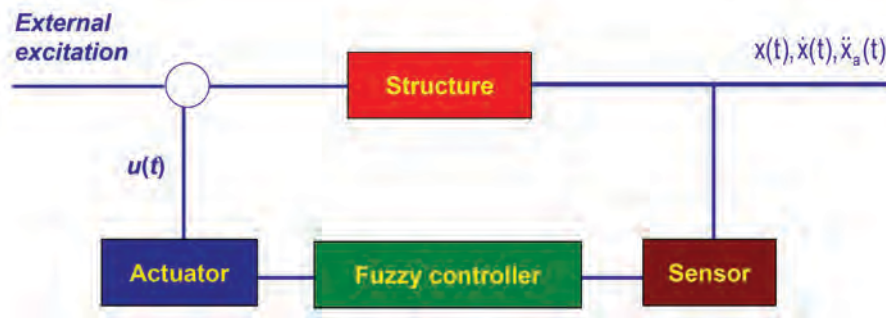 External
excitation
Structure
x(t), ẋ(t), ẍₐ(t)
u(t)
Actuator
Fuzzy controller
Sensor